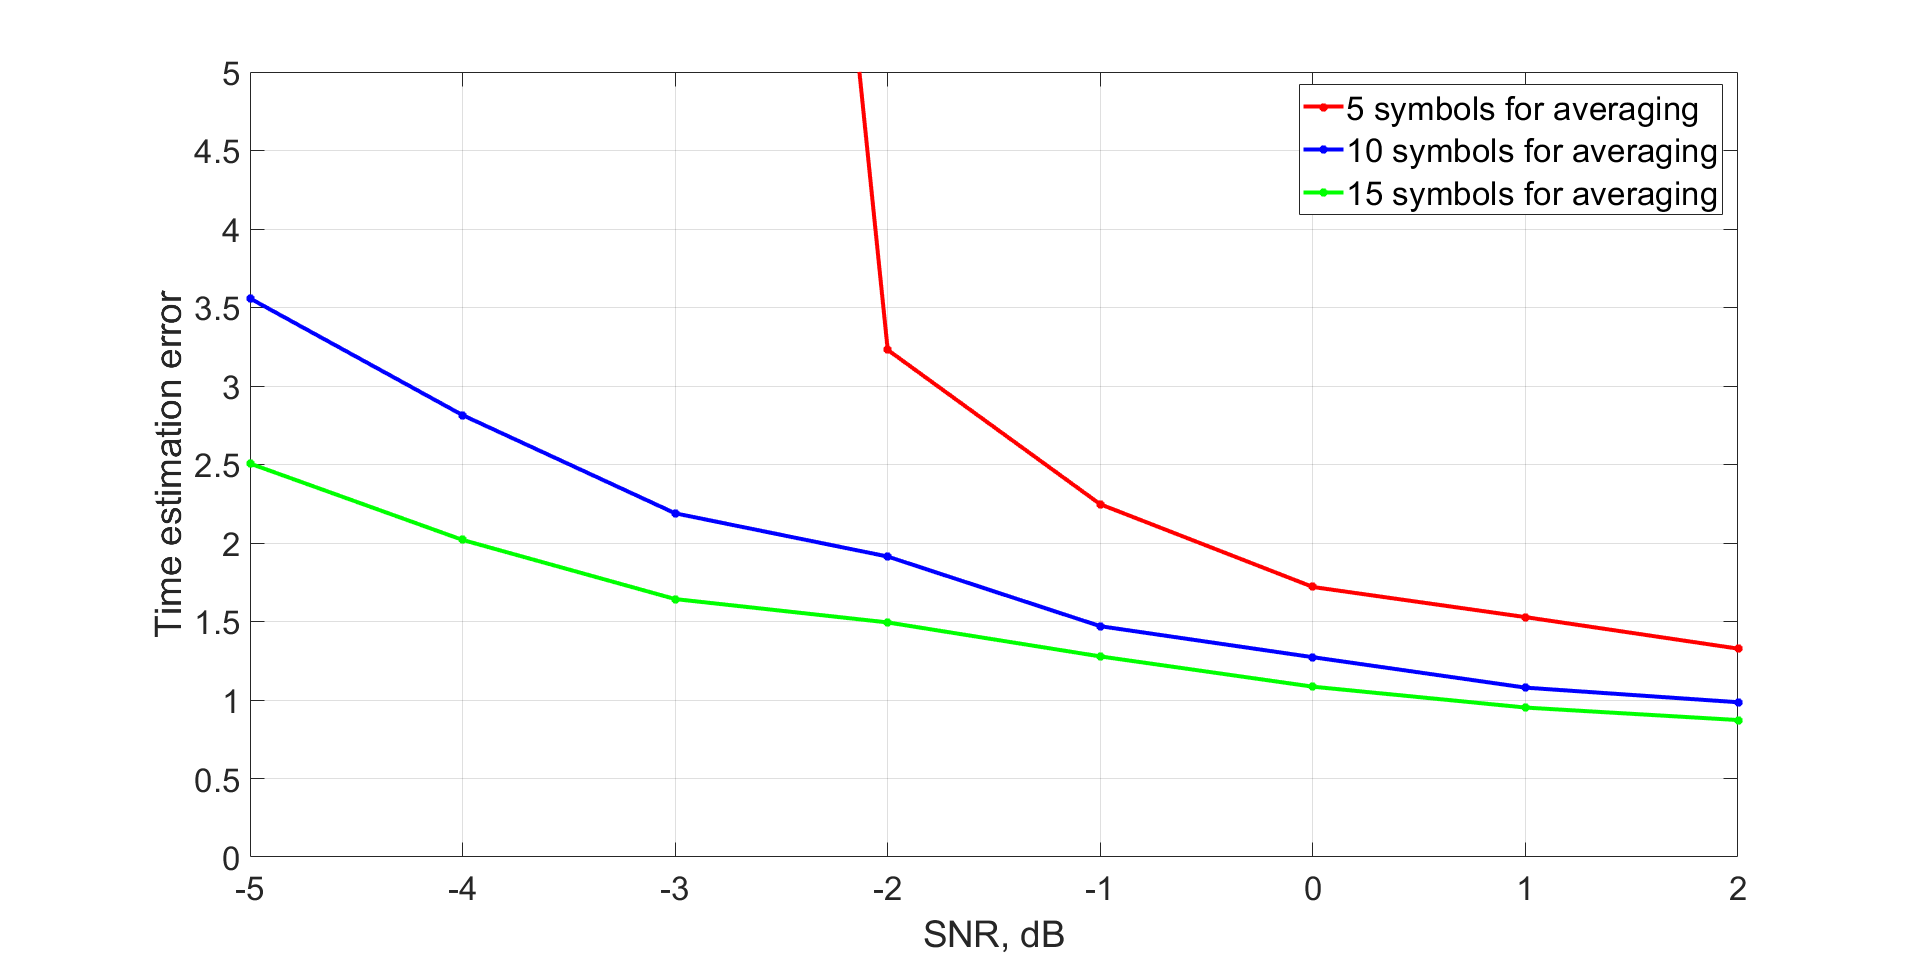 5 symbols for averaging
10 symbols for averaging
15 symbols for averaging
Time estimation error
5
4.5
4
3.5
3
2.5
2
1.5
1
0.5
0
-5 -4 -3 -2 -1 0 1 2
SNR, dB